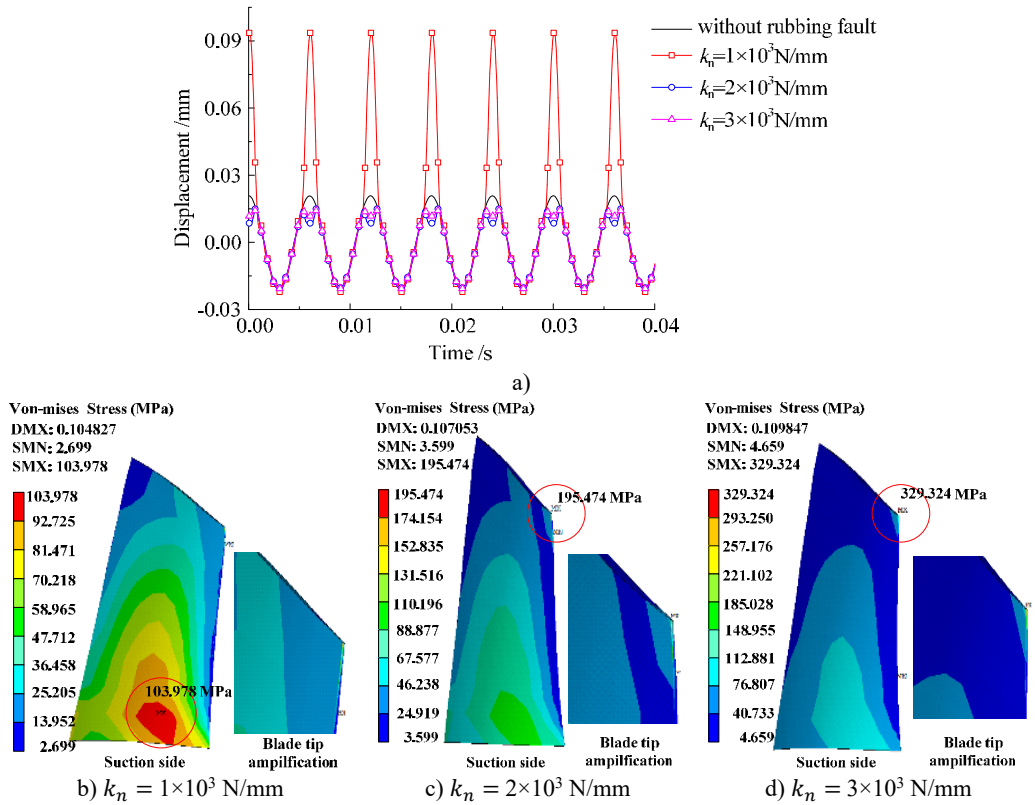 0.09
0.06
0.03
0.00
-0.03
Displacement /mm
0.00
0.01
0.02
0.03
0.04
Time /s
without rubbing fault
kn=1×10³N/mm
kn=2×10³N/mm
kn=3×10³N/mm
a)
Von-mises Stress (MPa)
DMX: 0.104827
SMN: 2.699
SMX: 103.978
103.978
92.725
81.471
70.218
58.965
47.712
36.458
25.205
13.952
2.699
103.978 MPa
MX
Suction side
Blade tip
ampilfication
b) kn = 1×10³ N/mm
Von-mises Stress (MPa)
DMX: 0.107053
SMN: 3.599
SMX: 195.474
195.474
174.154
152.835
131.516
110.196
88.877
67.577
46.238
24.919
3.599
195.474 MPa
MX
MN
Suction side
Blade tip
ampilfication
c) kn = 2×10³ N/mm
Von-mises Stress (MPa)
DMX: 0.109847
SMN: 4.659
SMX: 329.324
329.324
293.250
257.176
221.102
185.028
148.955
112.881
76.807
40.733
4.659
329.324 MPa
MX
MN
Suction side
Blade tip
ampilfication
d) kn = 3×10³ N/mm